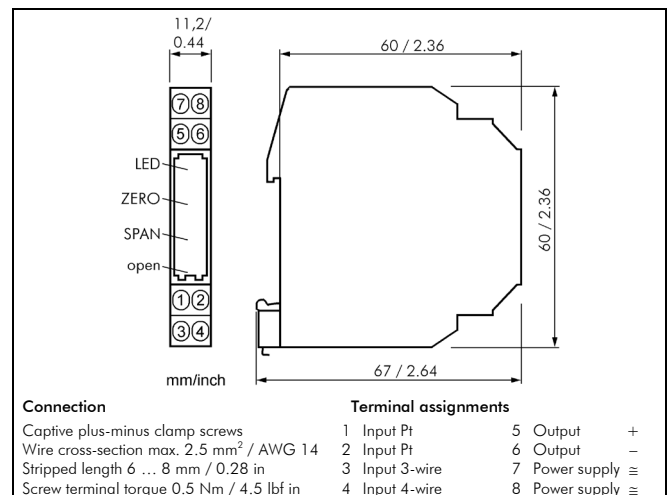 11,2/
0.44
60 / 2.36
7 8
5 6
LED
ZERO
SPAN
open
1 2
3 4
60 / 2.36
mm/inch
67 / 2.64
Connection
Captive plus-minus clamp screws
Wire cross-section max. 2.5 mm² / AWG 14
Stripped length 6 … 8 mm / 0.28 in
Screw terminal torque 0.5 Nm / 4.5 lbf in
Terminal assignments
1 Input Pt
2 Input Pt
3 Input 3-wire
4 Input 4-wire
5 Output +
6 Output –
7 Power supply ≅
8 Power supply ≅